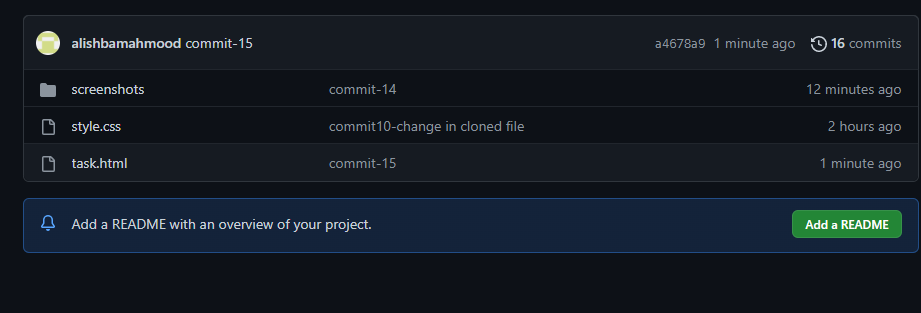 alishbamahmood commit-15 a4678a9 1 minute ago 16 commits
screenshots commit-14 12 minutes ago
style.css commit10-change in cloned file 2 hours ago
task.html commit-15 1 minute ago
Add a README with an overview of your project. Add a README